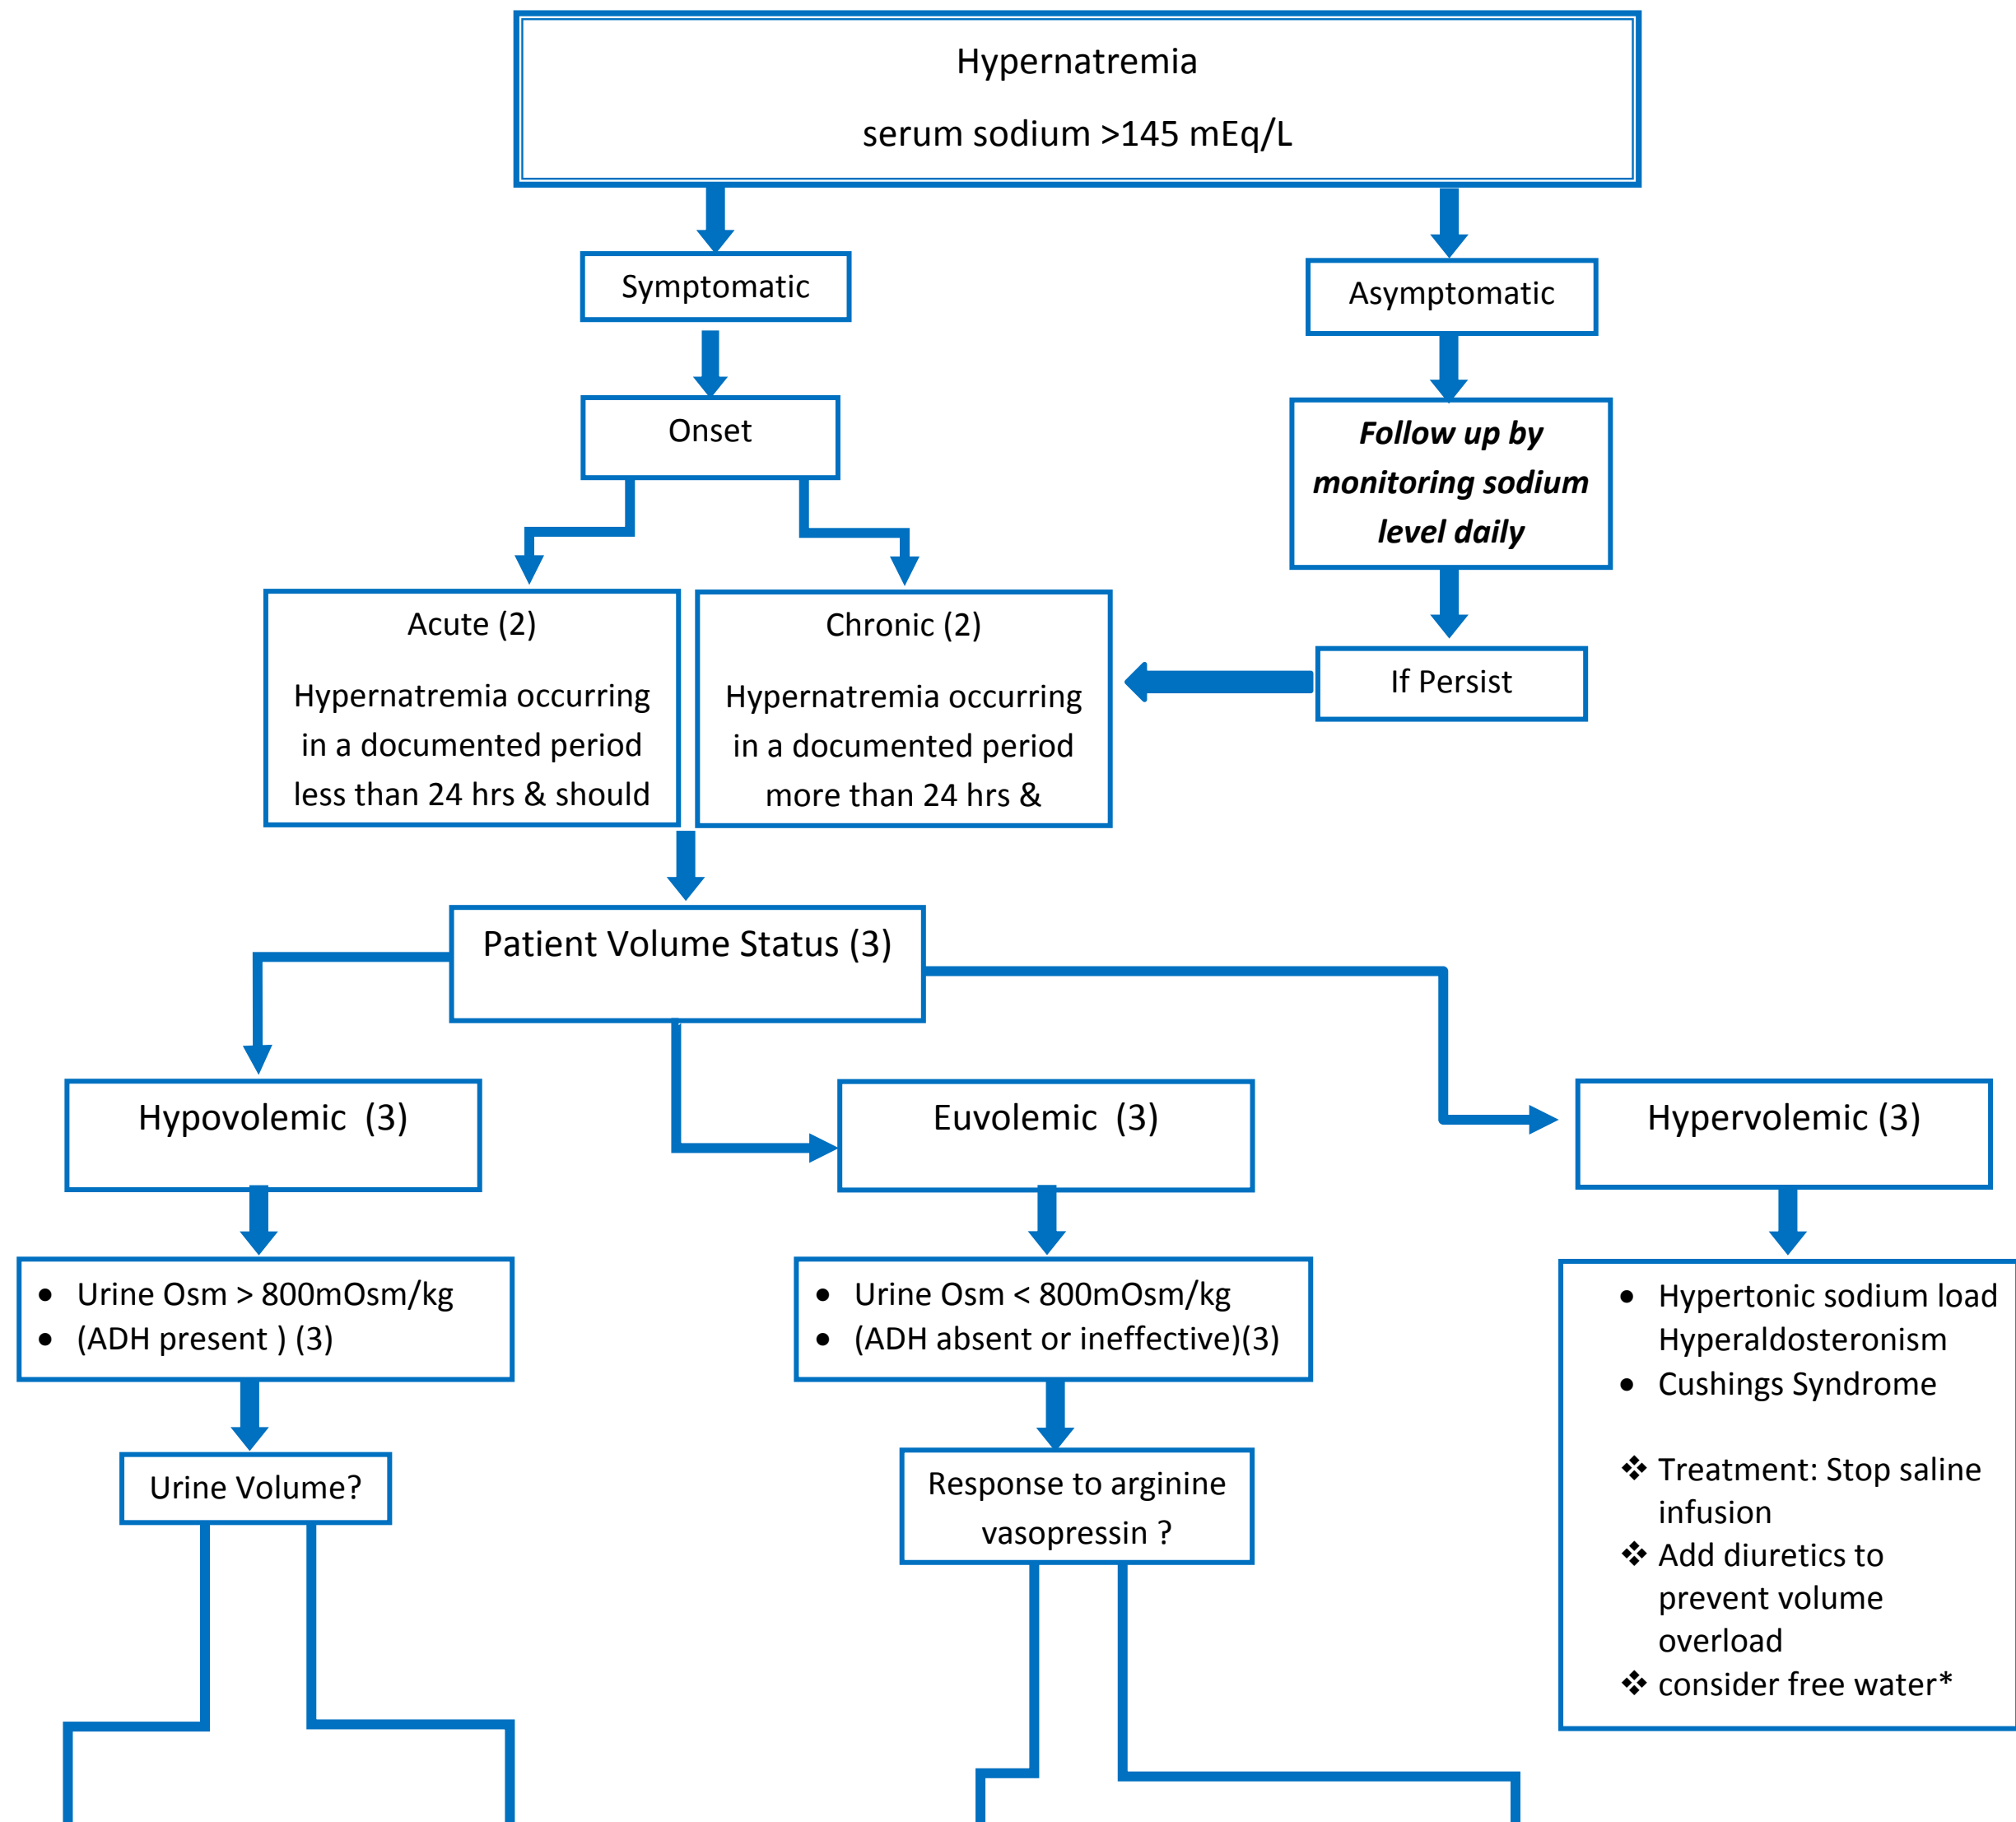 Hypernatremia
serum sodium >145 mEq/L
Symptomatic
Asymptomatic
Onset
Follow up by
monitoring sodium
level daily
Acute (2)
Hypernatremia occurring
in a documented period
less than 24 hrs & should
Chronic (2)
Hypernatremia occurring
in a documented period
more than 24 hrs &
If Persist
Patient Volume Status (3)
Hypovolemic (3)
Euvolemic (3)
Hypervolemic (3)
• Urine Osm > 800mOsm/kg
• (ADH present ) (3)
• Urine Osm < 800mOsm/kg
• (ADH absent or ineffective)(3)
• Hypertonic sodium load
Hyperaldosteronism
• Cushings Syndrome
❖ Treatment: Stop saline
infusion
❖ Add diuretics to
prevent volume
overload
❖ consider free water*
Urine Volume?
Response to arginine
vasopressin ?